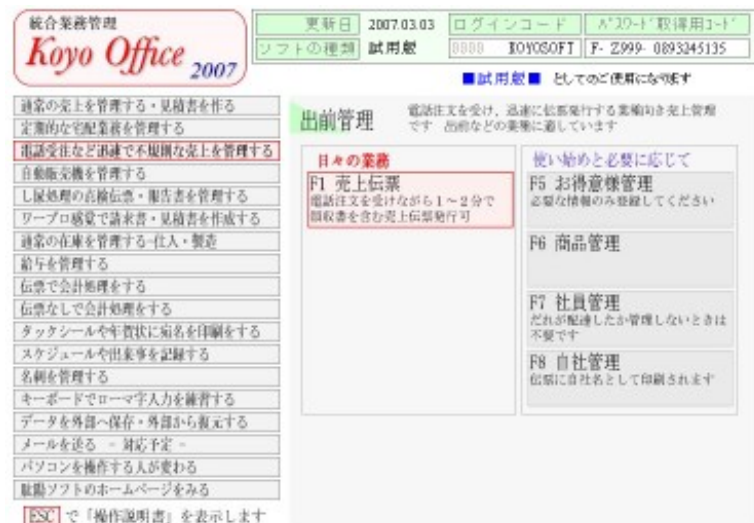 統合業務管理
Koyo Office 2007
更新日 2007.03.03 ログインコード パスワード取得用コード
ソフトの種類 試用版 8888 KOYOSOFT F- Z999- 0893245135
■試用版■ としてのご使用になります
通常の売上を管理する・見積書を作る
定期的な宅配業務を管理する
電話受注など迅速で不規則な売上を管理する
自動販売機を管理する
し尿処理の点検伝票・報告書を管理する
ワープロ感覚で請求書・見積書を作成する
通常の在庫を管理する-仕入・製造
給与を管理する
伝票で会計処理をする
伝票なしで会計処理をする
タックシールや年賀状に宛名を印刷をする
スケジュールや出来事を記録する
名刺を管理する
キーボードでローマ字入力を練習する
データを外部へ保存・外部から復元する
メールを送る - 対応予定 -
パソコンを操作する人が変わる
ソフトのホームページをみる
ESC で「操作説明書」を表示します
出前管理
電話注文を受け、迅速に伝票発行する業種向き売上管理
です 出前などの業種に適しています
日々の業務
F1 売上伝票
電話注文を受けながら1～2分で
領収書を含む売上伝票発行可
使い始めと必要に応じて
F5 お得意様管理
必要な情報のみ登録してください
F6 商品管理
F7 社員管理
だれが配達したか管理しないときは
不要です
F8 自社管理
伝票に自社名として印刷されます